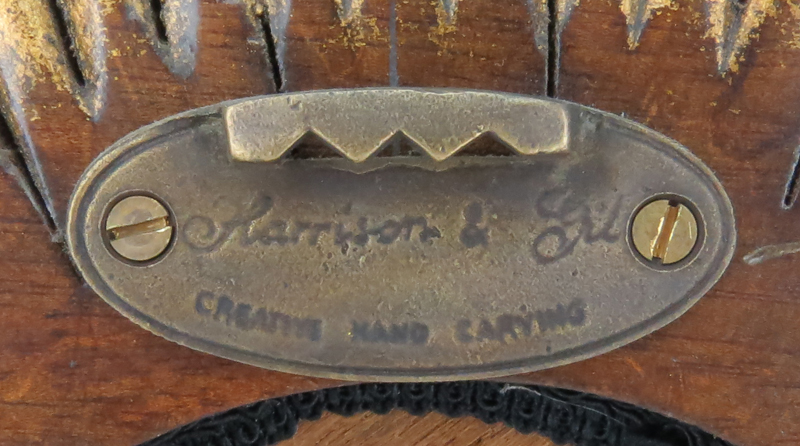 Harrison & Gil
CREATIVE HAND CARVING